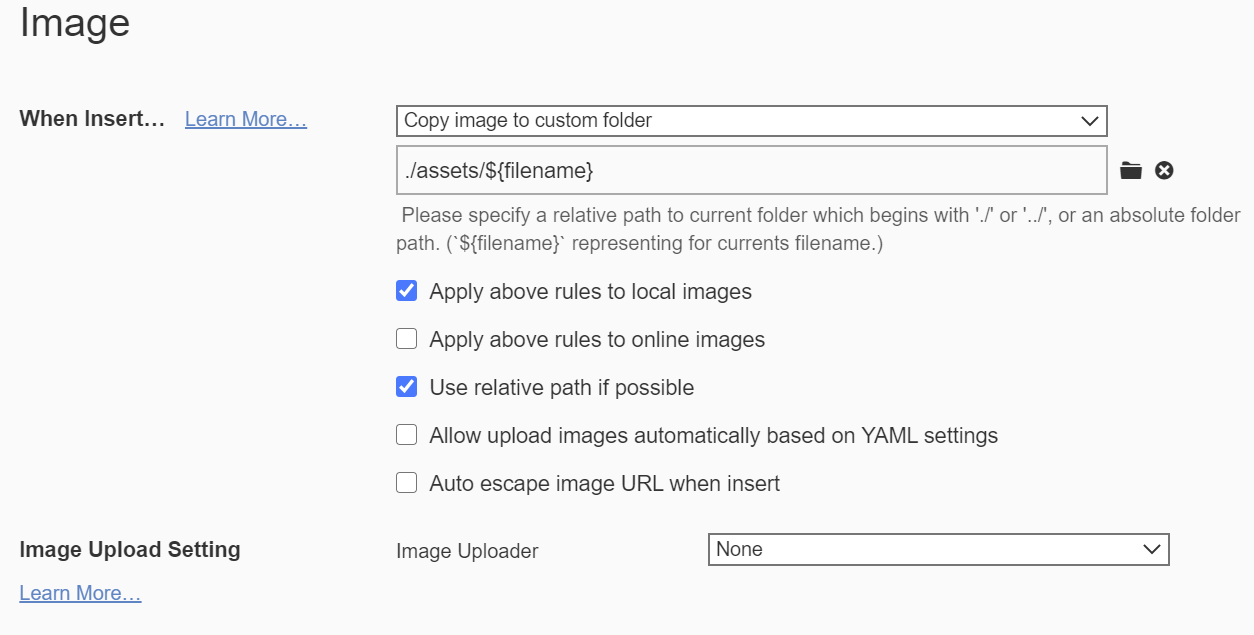 Image
When Insert... Learn More...
Copy image to custom folder
./assets/${filename}
Please specify a relative path to current folder which begins with './' or '../', or an absolute folder
path. (`${filename}` representing for currents filename.)
Apply above rules to local images
Apply above rules to online images
Use relative path if possible
Allow upload images automatically based on YAML settings
Auto escape image URL when insert
Image Upload Setting
Image Uploader
None
Learn More...